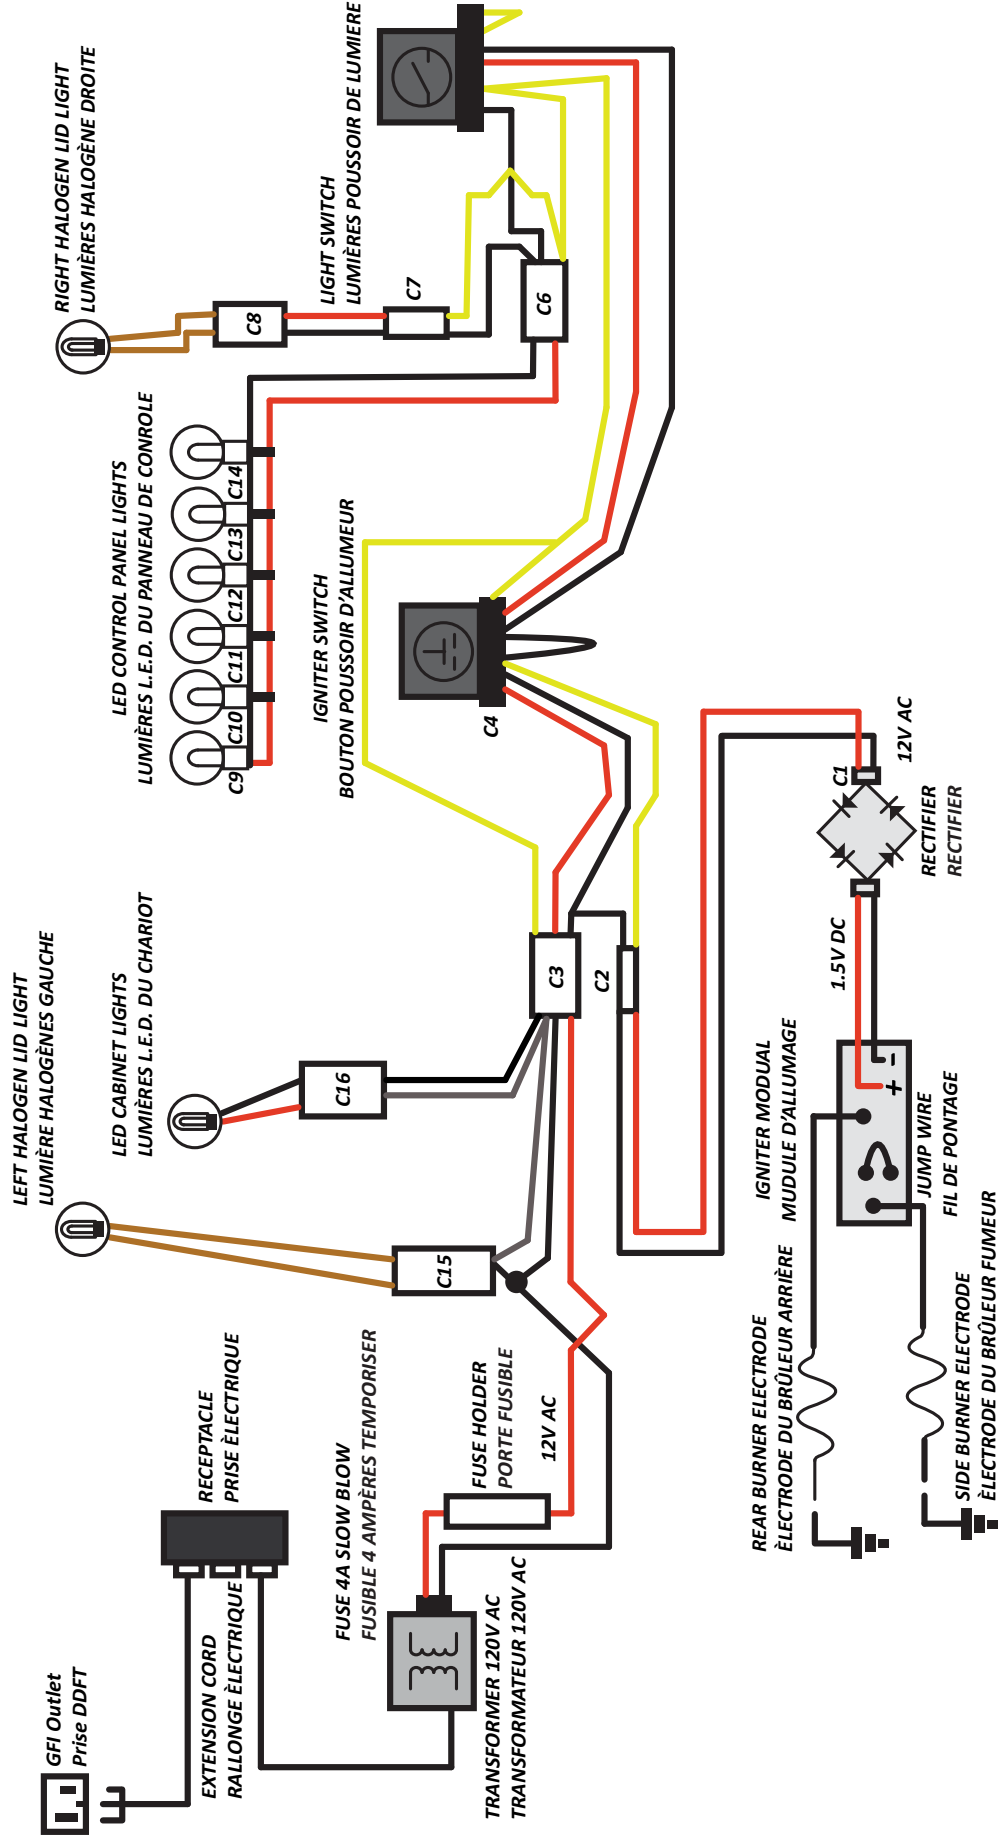 GFI Outlet
Prise DDFT
EXTENSION CORD
RALLONGE ÈLECTRIQUE
RECEPTACLE
PRISE ÈLECTRIQUE
FUSE 4A SLOW BLOW
FUSIBLE 4 AMPÈRES TEMPORISER
TRANSFORMER 120V AC
TRANSFORMATEUR 120V AC
FUSE HOLDER
PORTE FUSIBLE
12V AC
LEFT HALOGEN LID LIGHT
LUMIÈRE HALOGÈNES GAUCHE
C15
LED CABINET LIGHTS
LUMIÈRES L.E.D. DU CHARIOT
C16
C3
C2
LED CONTROL PANEL LIGHTS
LUMIÈRES L.E.D. DU PANNEAU DE CONROLE
C9
C10
C11
C12
C13
C14
IGNITER SWITCH
BOUTON POUSSOIR D'ALLUMEUR
C4
RIGHT HALOGEN LID LIGHT
LUMIÈRES HALOGÈNE DROITE
C8
C7
C6
LIGHT SWITCH
LUMIÈRES POUSSOIR DE LUMIERE
REAR BURNER ELECTRODE
ÈLECTRODE DU BRÛLEUR ARRIÈRE
SIDE BURNER ELECTRODE
ÈLECTRODE DU BRÛLEUR FUMEUR
IGNITER MODUAL
MUDULE D'ALLUMAGE
JUMP WIRE
FIL DE PONTAGE
+ -
1.5V DC
RECTIFIER
RECTIFIER
C1
12V AC